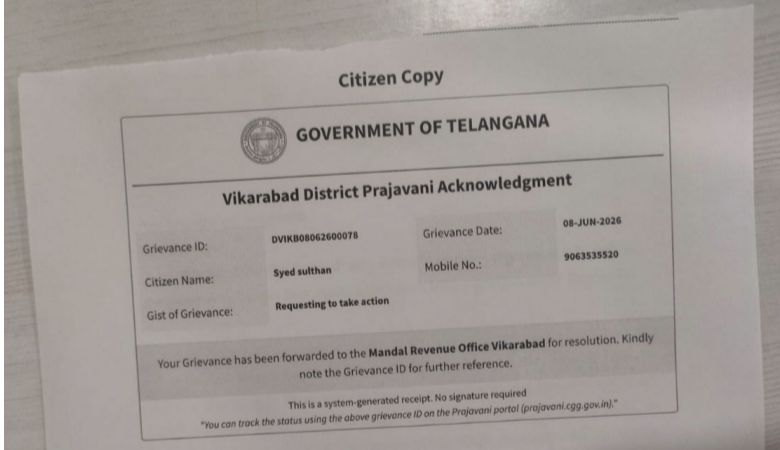 Citizen Copy
GOVERNMENT OF TELANGANA
Vikarabad District Prajavani Acknowledgment
Grievance ID: DVIKB08062600078 Grievance Date: 08-JUN-2026
Citizen Name: Syed sulthan Mobile No.: 9063535520
Gist of Grievance: Requesting to take action
Your Grievance has been forwarded to the Mandal Revenue Office Vikarabad for resolution. Kindly
note the Grievance ID for further reference.
This is a system-generated receipt. No signature required
"You can track the status using the above grievance ID on the Prajavani portal (prajavani.cgg.gov.in)."